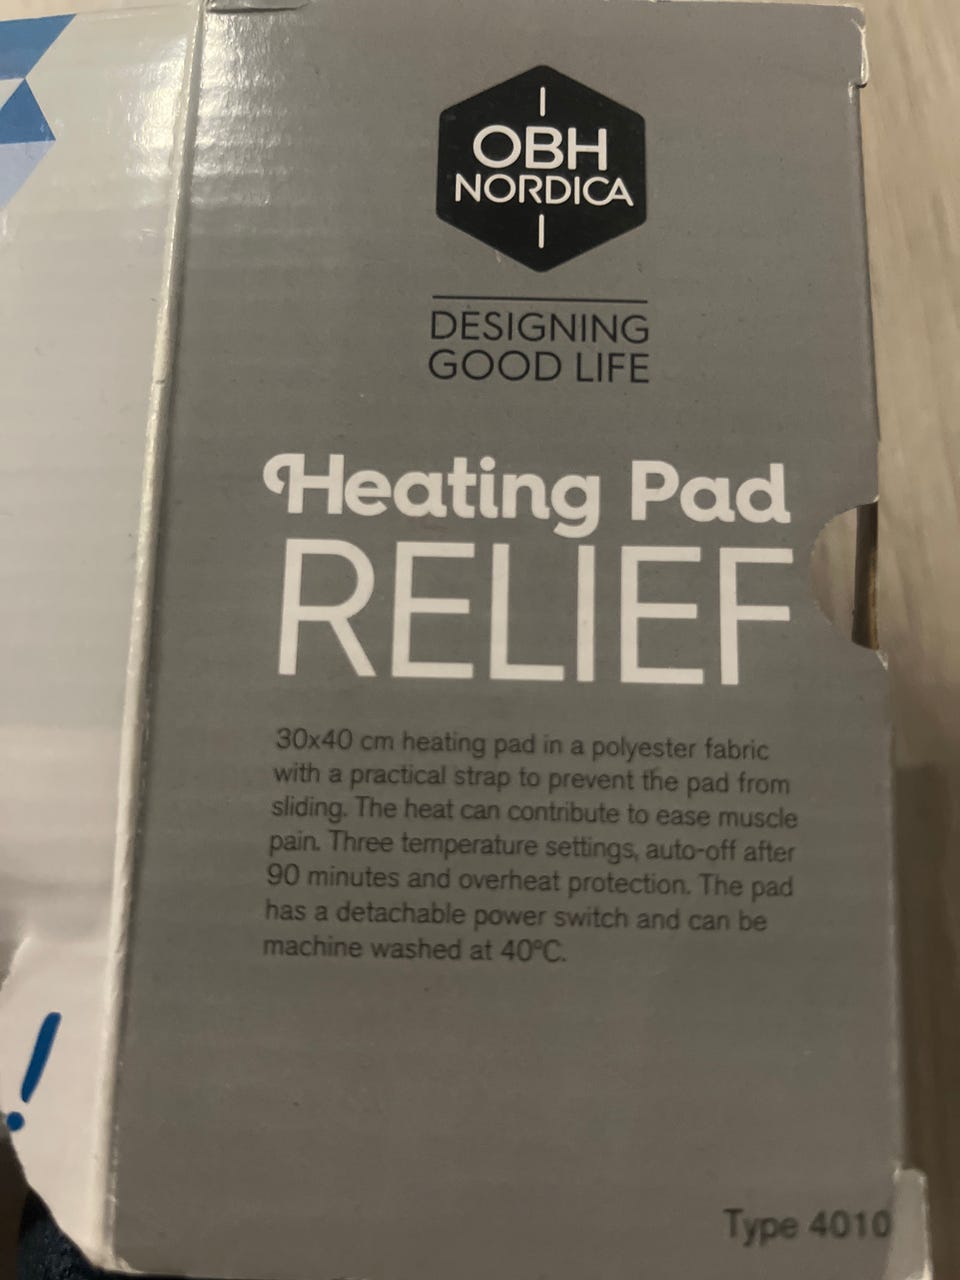 OBH
NORDICA
DESIGNING
GOOD LIFE
Heating Pad
RELIEF
30x40 cm heating pad in a polyester fabric
with a practical strap to prevent the pad from
sliding. The heat can contribute to ease muscle
pain. Three temperature settings, auto-off after
90 minutes and overheat protection. The pad
has a detachable power switch and can be
machine washed at 40°C.
!
Type 4010